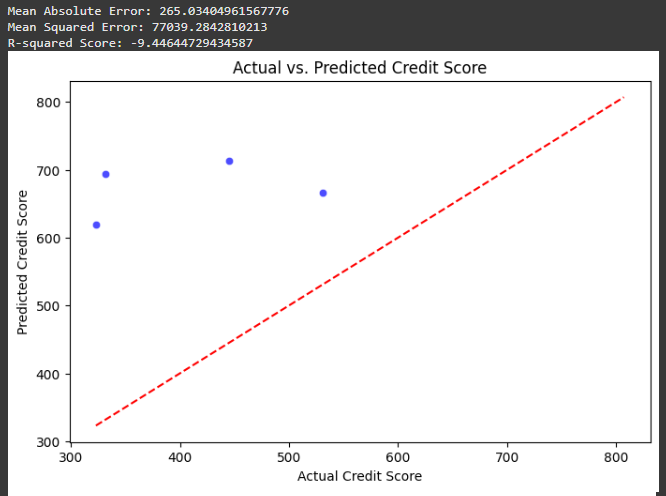 Mean Absolute Error: 265.03404961567776
Mean Squared Error: 77039.2842810213
R-squared Score: -9.44644729434587
Actual vs. Predicted Credit Score
800
700
600
500
400
300
Predicted Credit Score
300 400 500 600 700 800
Actual Credit Score